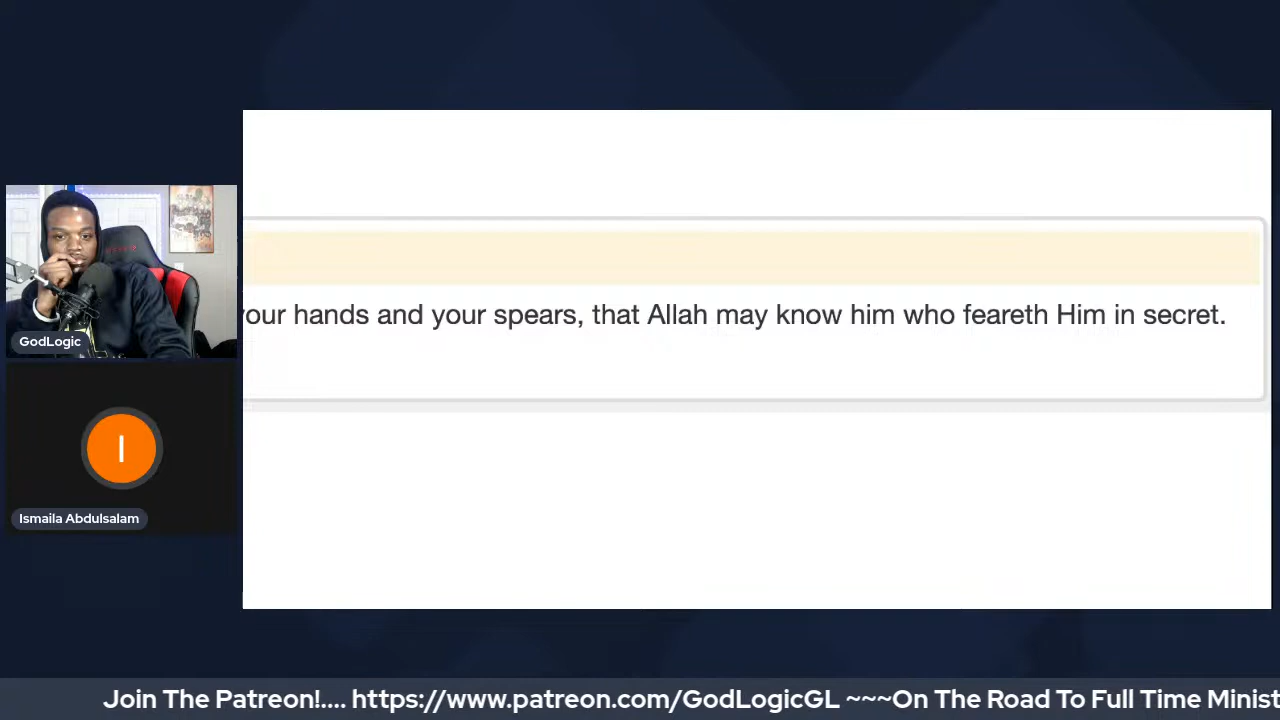 our hands and your spears, that Allah may know him who feareth Him in secret.
GodLogic
I
Ismaila Abdulsalam
Join The Patreon!.... https://www.patreon.com/GodLogicGL ~~~On The Road To Full Time Minist